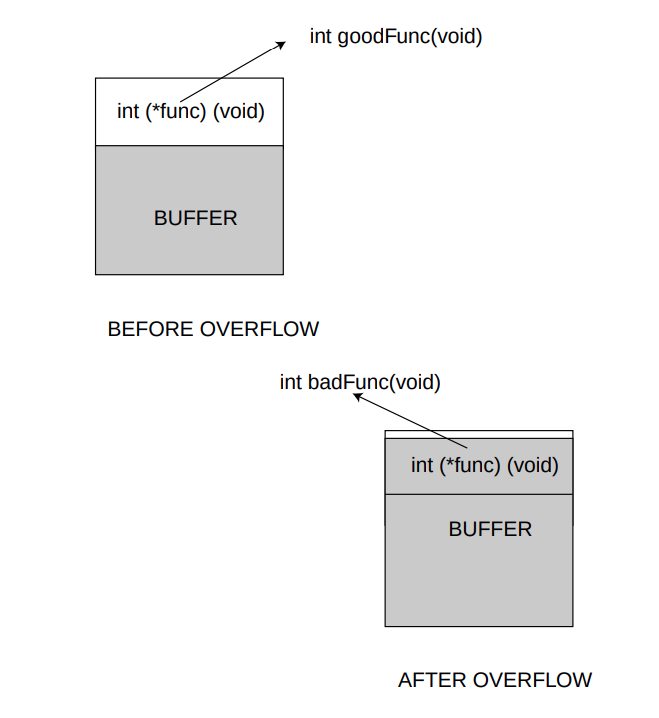 int goodFunc(void)
int (*func) (void)
BUFFER
BEFORE OVERFLOW
int badFunc(void)
int (*func) (void)
BUFFER
AFTER OVERFLOW